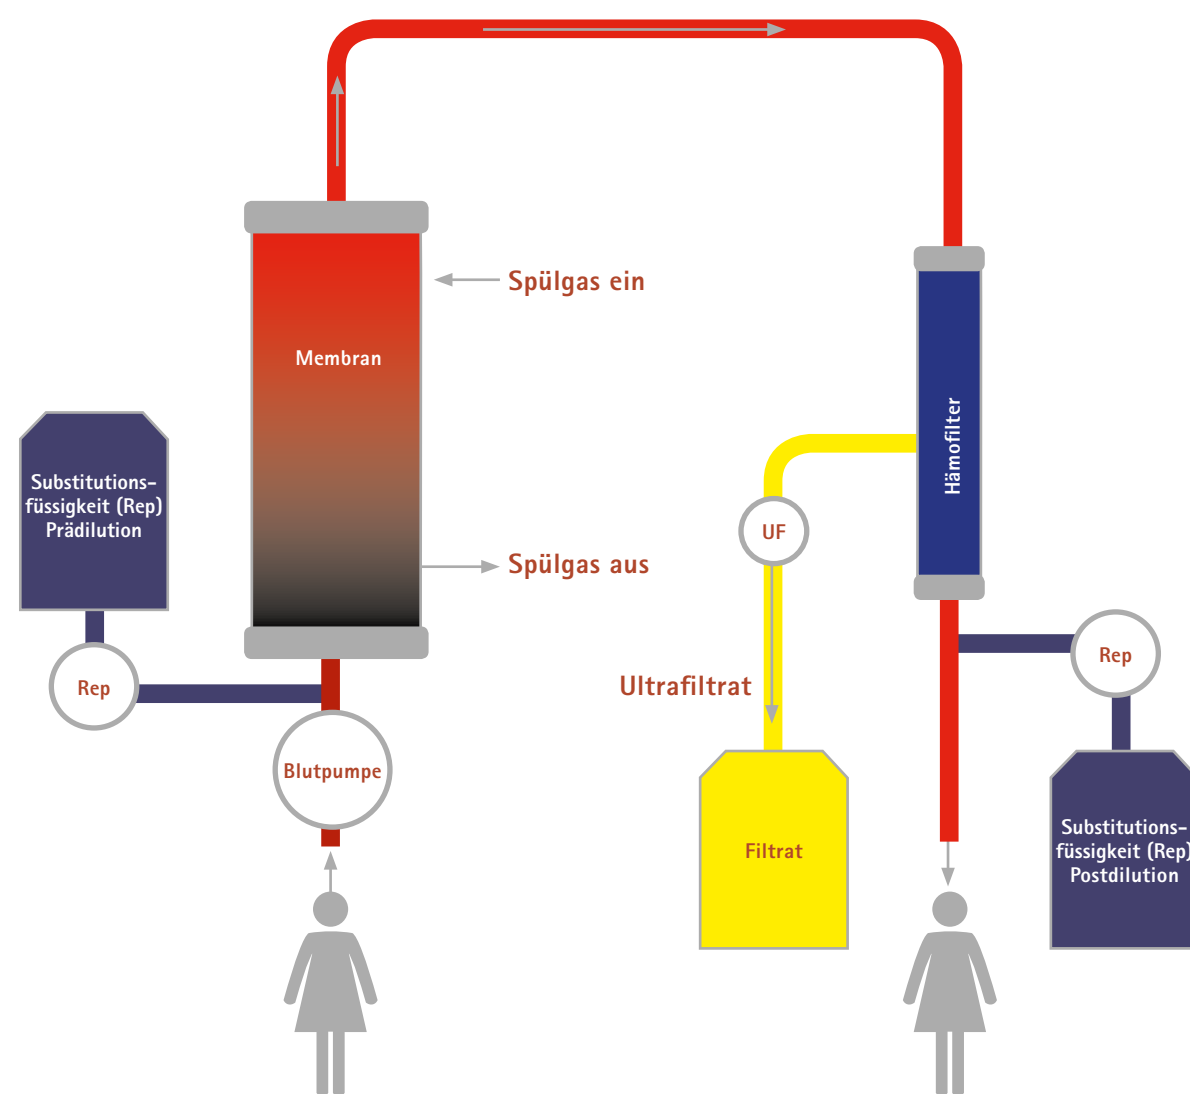 Spülgas ein
Membran
Hämofilter
Substitutions-
füssigkeit (Rep)
Prädilution
UF
Spülgas aus
Rep
Ultrafiltrat
Rep
Blutpumpe
Filtrat
Substitutions-
füssigkeit (Rep)
Postdilution